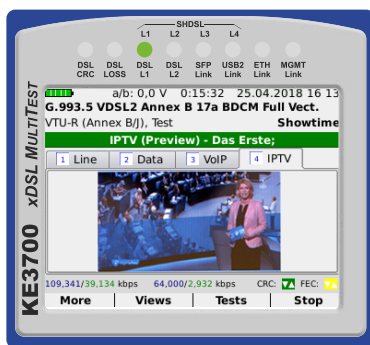 SHDSL
L1 L2 L3 L4
DSL CRC
DSL LOSS
DSL L1
DSL L2
SFP Link
USB2 Link
ETH Link
MGMT Link
a/b: 0,0 V 0:15:32 25.04.2018 16 13
G.993.5 VDSL2 Annex B 17a BDCM Full Vect.
VTU-R (Annex B/J), Test Showtime
IPTV (Preview) - Das Erste;
1 Line 2 Data 3 VoIP 4 IPTV
109,341/39,134 kbps 64,000/2,932 kbps CRC: FEC:
More Views Tests Stop
KE3700 xDSL MULTITEST